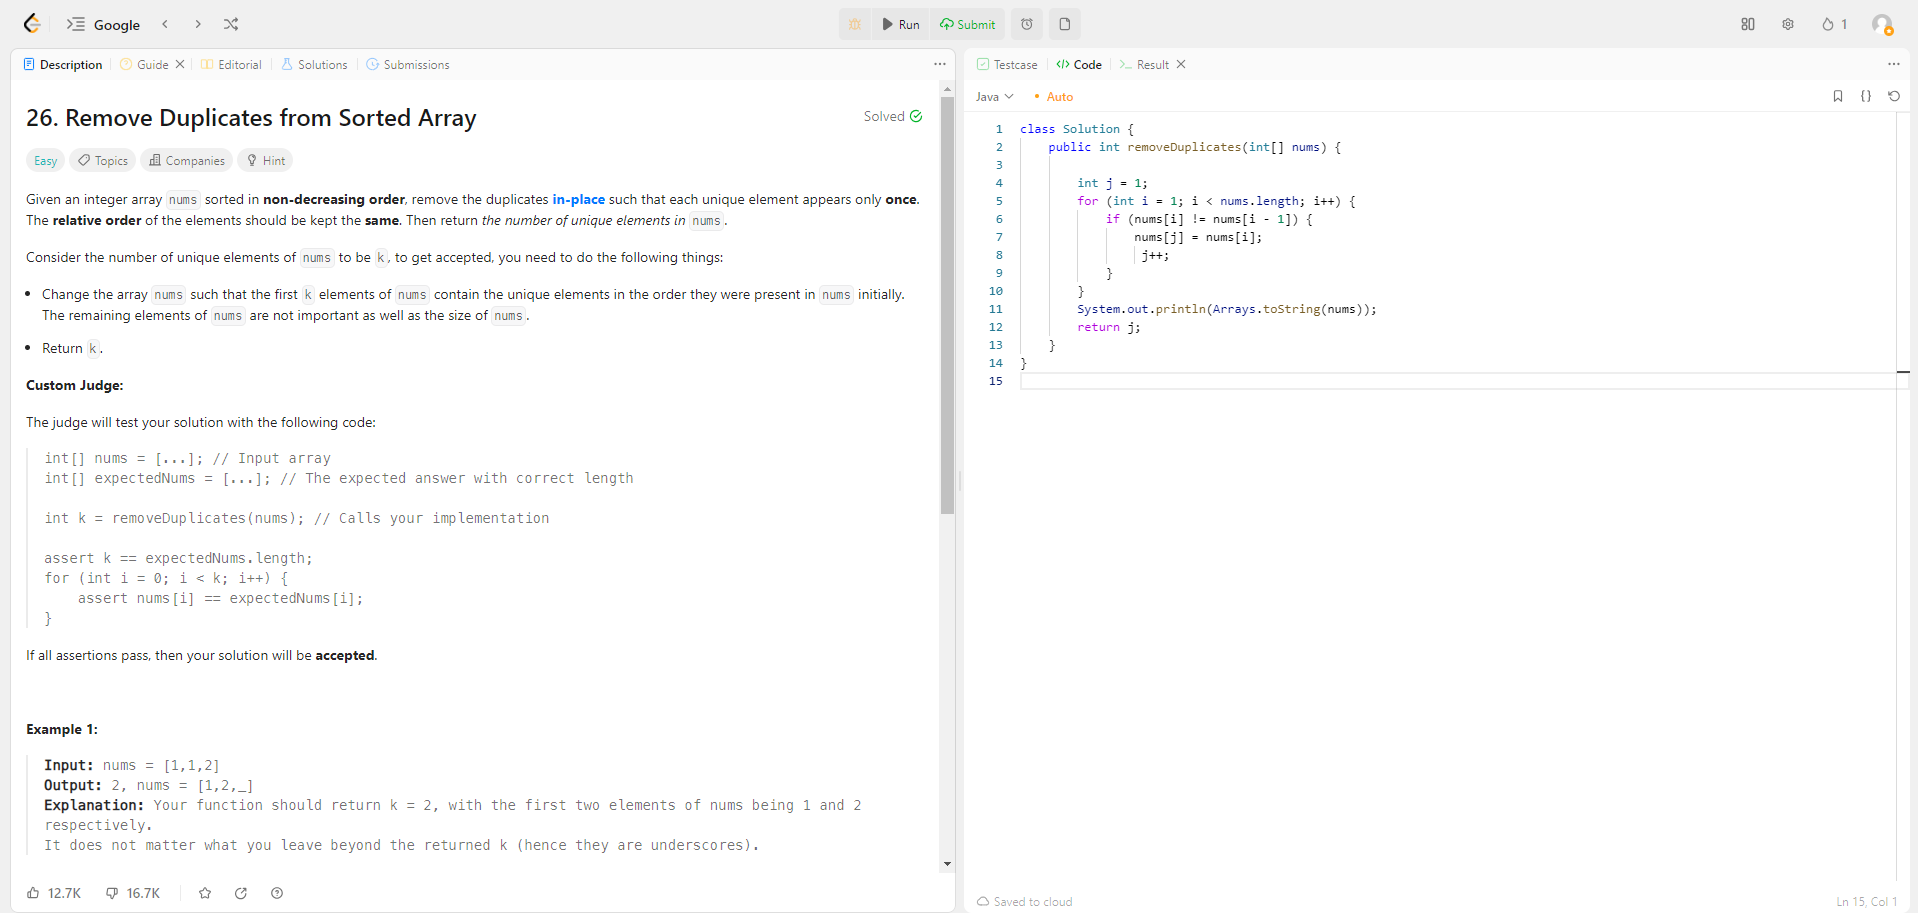 Google
Run
Submit
1
Description
Guide
Editorial
Solutions
Submissions
26. Remove Duplicates from Sorted Array
Solved
Easy
Topics
Companies
Hint
Given an integer array nums sorted in non-decreasing order, remove the duplicates in-place such that each unique element appears only once.
The relative order of the elements should be kept the same. Then return the number of unique elements in nums.
Consider the number of unique elements of nums to be k, to get accepted, you need to do the following things:
• Change the array nums such that the first k elements of nums contain the unique elements in the order they were present in nums initially.
The remaining elements of nums are not important as well as the size of nums.
• Return k.
Custom Judge:
The judge will test your solution with the following code:
int[] nums = [...]; // Input array
int[] expectedNums = [...]; // The expected answer with correct length
int k = removeDuplicates(nums); // Calls your implementation
assert k == expectedNums.length;
for (int i = 0; i < k; i++) {
    assert nums[i] == expectedNums[i];
}
If all assertions pass, then your solution will be accepted.
Example 1:
Input: nums = [1,1,2]
Output: 2, nums = [1,2,_]
Explanation: Your function should return k = 2, with the first two elements of nums being 1 and 2
respectively.
It does not matter what you leave beyond the returned k (hence they are underscores).
12.7K
16.7K
Testcase
</> Code
>_ Result
Java
• Auto
{}
1 class Solution {
2     public int removeDuplicates(int[] nums) {
3
4         int j = 1;
5         for (int i = 1; i < nums.length; i++) {
6             if (nums[i] != nums[i - 1]) {
7                 nums[j] = nums[i];
8                  j++;
9             }
10         }
11         System.out.println(Arrays.toString(nums));
12         return j;
13     }
14 }
15
Saved to cloud
Ln 15, Col 1